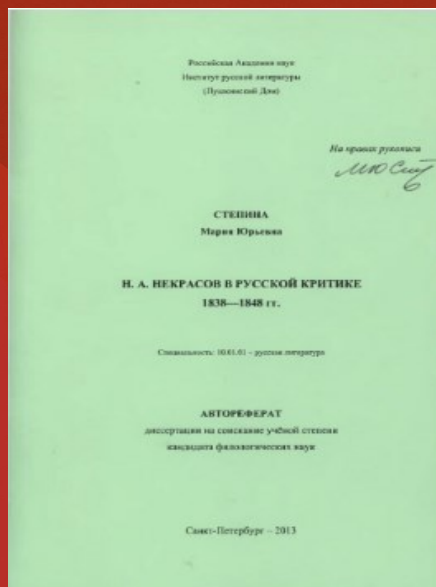 Российская Академия наук
Институт русской литературы
(Пушкинский Дом)
На правах рукописи
СТЕПИНА
Мария Юрьевна
Н. А. НЕКРАСОВ В РУССКОЙ КРИТИКЕ
1838—1848 гг.
Специальность: 10.01.01 – русская литература
АВТОРЕФЕРАТ
диссертации на соискание учёной степени
кандидата филологических наук
Санкт-Петербург – 2013